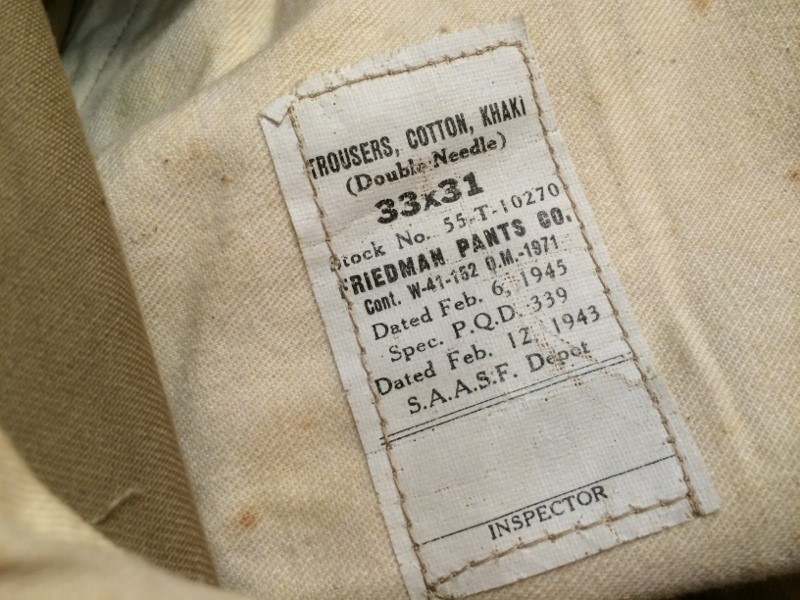 TROUSERS, COTTON, KHAKI
(Double Needle)
33x31
Stock No. 55-T-10270
FRIEDMAN PANTS CO.
Cont. W-41-152 Q.M.-1971
Dated Feb. 6, 1945
Spec. P.Q.D. 339
Dated Feb. 12, 1943
S.A.A.S.F. Depot
INSPECTOR